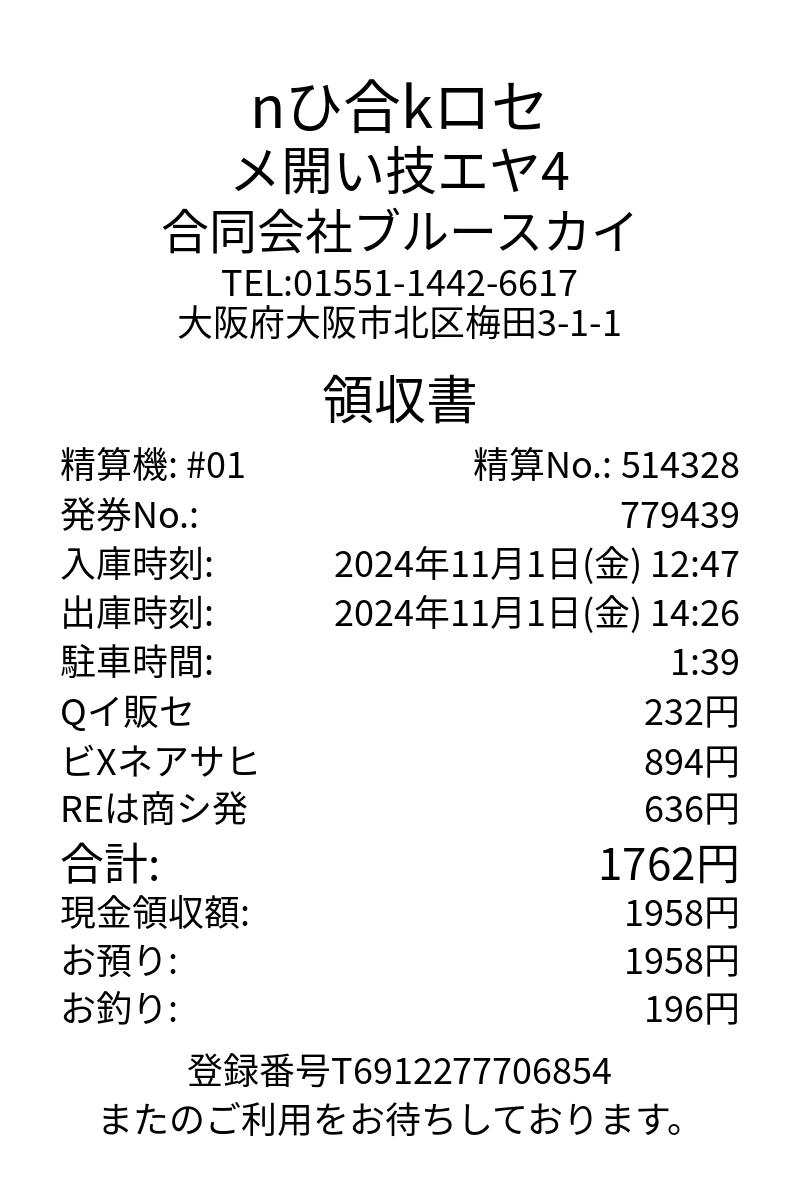 nひ合kロセ
メ開い技エヤ4
合同会社ブルースカイ
TEL:01551-1442-6617
大阪府大阪市北区梅田3-1-1
領収書
精算機: #01 精算No.: 514328
発券No.: 779439
入庫時刻: 2024年11月1日(金) 12:47
出庫時刻: 2024年11月1日(金) 14:26
駐車時間: 1:39
Qイ販セ 232円
ビXネアサヒ 894円
REは商シ発 636円
合計: 1762円
現金領収額: 1958円
お預り: 1958円
お釣り: 196円
登録番号T6912277706854
またのご利用をお待ちしております。